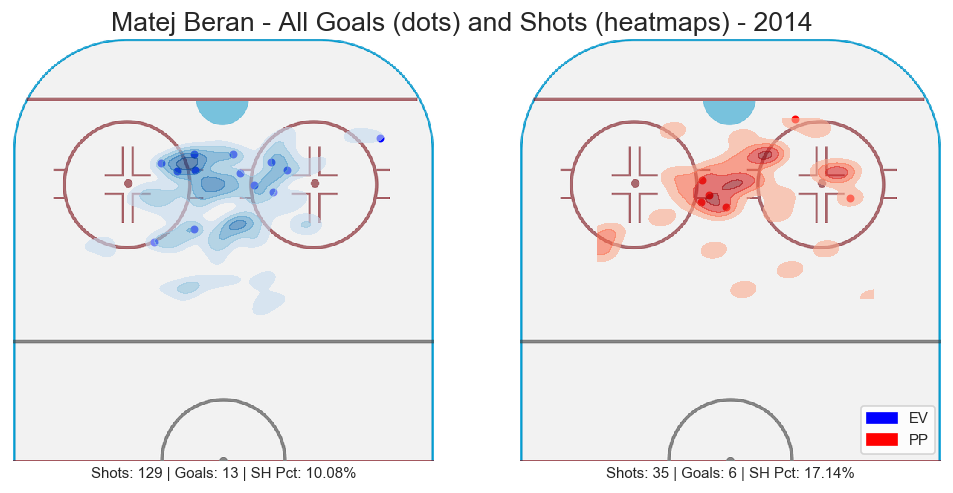 Matej Beran - All Goals (dots) and Shots (heatmaps) - 2014
EV
PP
Shots: 129 | Goals: 13 | SH Pct: 10.08%
Shots: 35 | Goals: 6 | SH Pct: 17.14%